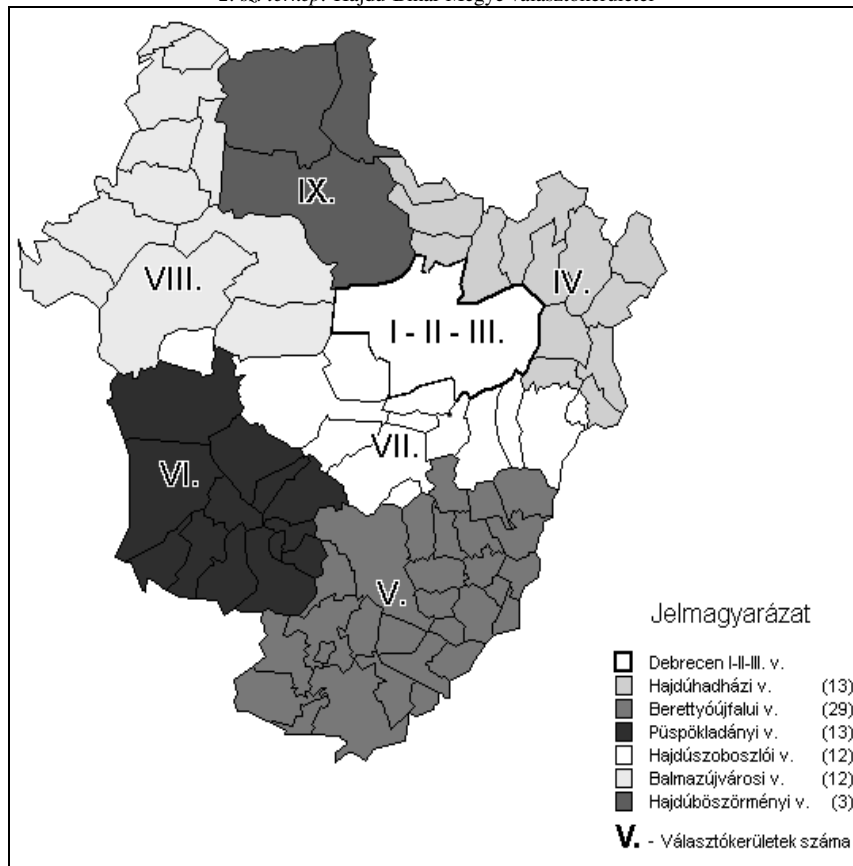 IX.
VIII.
IV.
I - II - III.
VII.
VI.
V.
Jelmagyarázat
Debrecen I-II-III. v.
Hajdúhadházi v. (13)
Berettyóújfalui v. (29)
Püspökladányi v. (13)
Hajdúszoboszlói v. (12)
Balmazújvárosi v. (12)
Hajdúböszörményi v. (3)
V. - Választókerületek száma